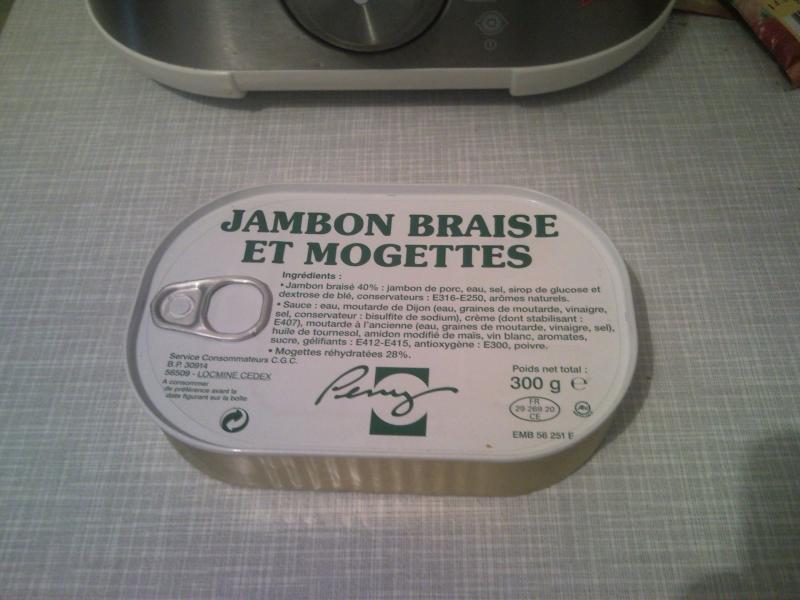 JAMBON BRAISE
ET MOGETTES
Ingrédients :
• Jambon braisé 40% : jambon de porc, eau, sel, sirop de glucose et
dextrose de blé, conservateurs : E316-E250, arômes naturels.
• Sauce : eau, moutarde de Dijon (eau, graines de moutarde, vinaigre,
sel, conservateur : bisulfite de sodium), crème (dont stabilisant :
E407), moutarde à l'ancienne (eau, graines de moutarde, vinaigre, sel),
huile de tournesol, amidon modifié de maïs, vin blanc, aromates,
sucre, gélifiants : E412-E415, antioxygène : E300, poivre.
• Mogettes réhydratées 28%.
Service Consommateurs C.G.C.
B.P. 30914
56509 - LOCMINE CEDEX
A consommer
de préférence avant la
date figurant sur la boîte
Peny
Poids net total :
300 g e
FR
29 269 20
CE
EMB 56 251 E